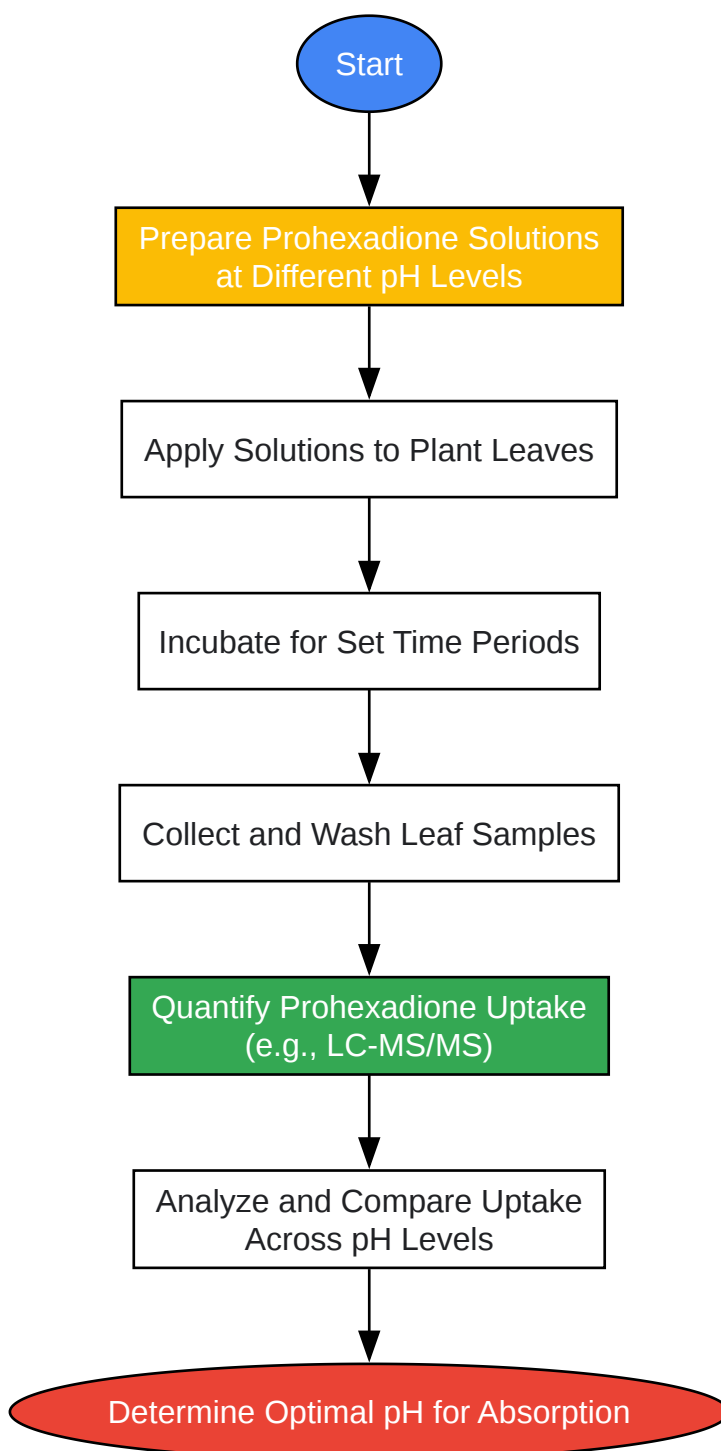 Start
Prepare Prohexadione Solutions
at Different pH Levels
Apply Solutions to Plant Leaves
Incubate for Set Time Periods
Collect and Wash Leaf Samples
Quantify Prohexadione Uptake
(e.g., LC-MS/MS)
Analyze and Compare Uptake
Across pH Levels
Determine Optimal pH for Absorption